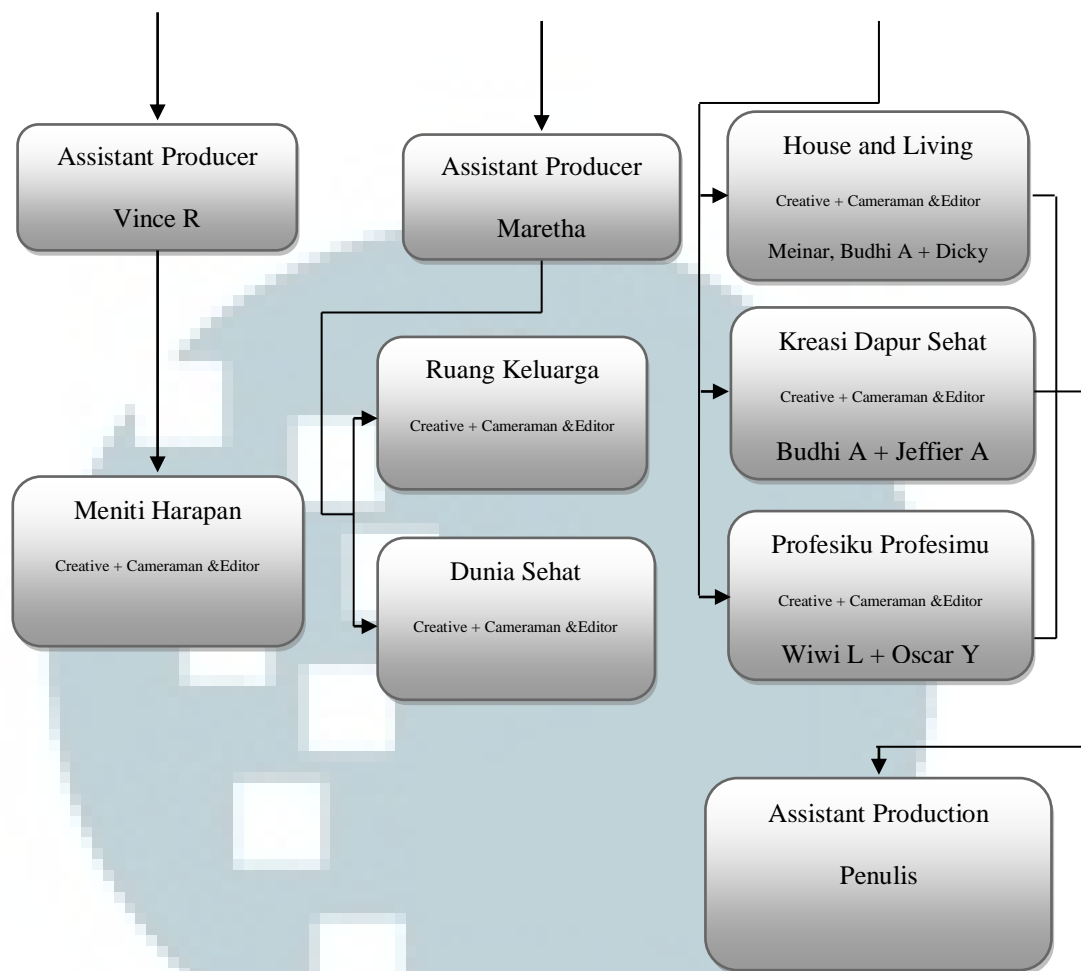 Assistant Producer
Vince R
Assistant Producer
Maretha
House and Living
Creative + Cameraman &Editor
Meinar, Budhi A + Dicky
Ruang Keluarga
Creative + Cameraman &Editor
Kreasi Dapur Sehat
Creative + Cameraman &Editor
Budhi A + Jeffier A
Meniti Harapan
Creative + Cameraman &Editor
Dunia Sehat
Creative + Cameraman &Editor
Profesiku Profesimu
Creative + Cameraman &Editor
Wiwi L + Oscar Y
Assistant Production
Penulis